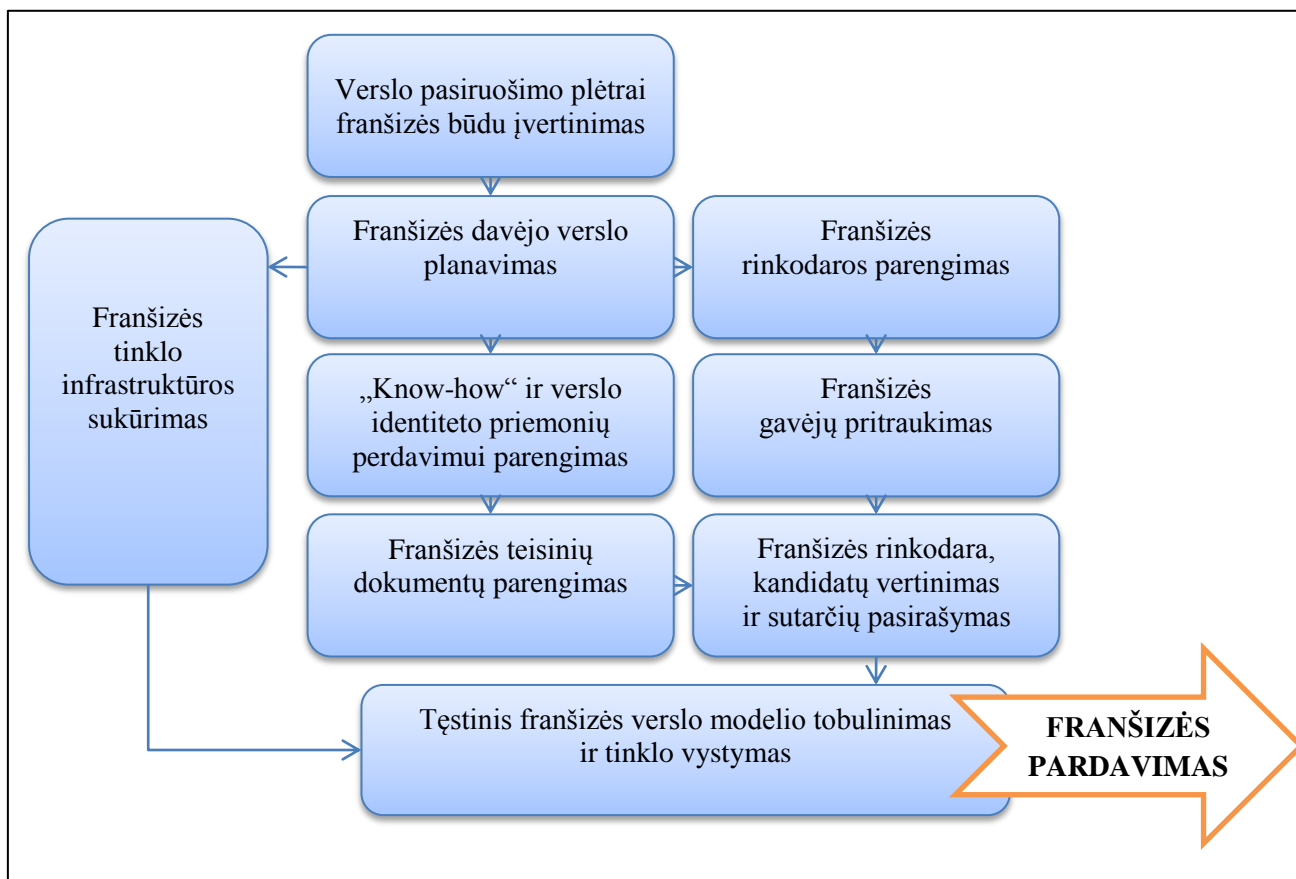 Verslo pasiruošimo plėtrai
franšizės būdu įvertinimas
Franšizės davėjo verslo
planavimas
Franšizės
rinkodaros parengimas
Franšizės
tinklo
infrastruktūros
sukūrimas
„Know-how“ ir verslo
identiteto priemonių
perdavimui parengimas
Franšizės
gavėjų pritraukimas
Franšizės teisinių
dokumentų parengimas
Franšizės rinkodara,
kandidatų vertinimas
ir sutarčių pasirašymas
Tęstinis franšizės verslo modelio tobulinimas
ir tinklo vystymas
FRANŠIZĖS
PARDAVIMAS